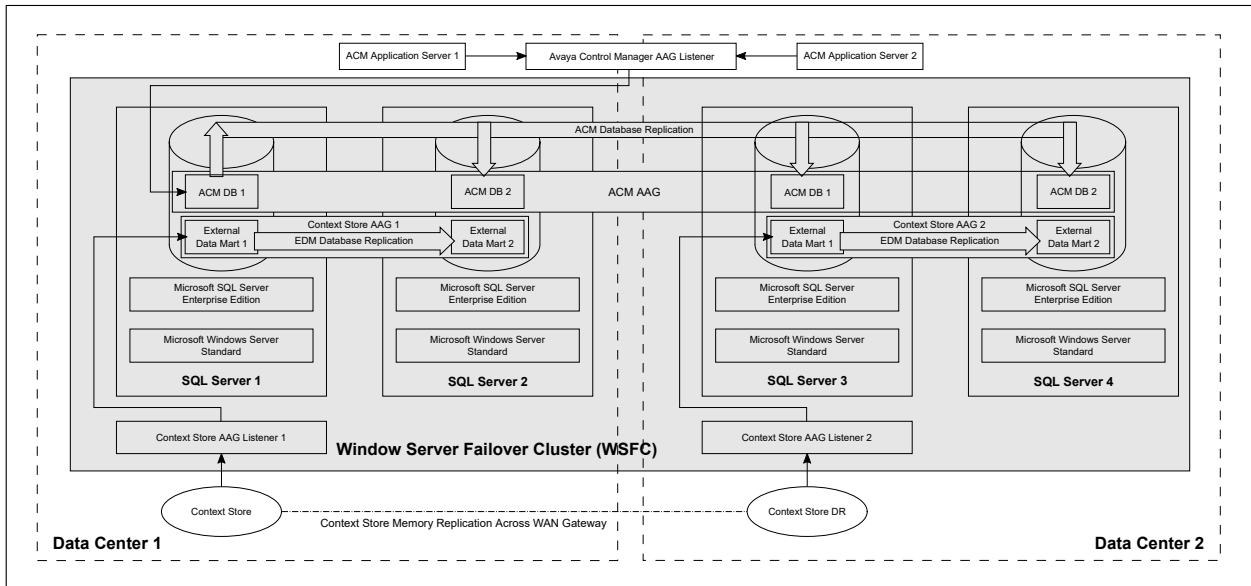 ACM Application Server 1
Avaya Control Manager AAG Listener
ACM Application Server 2
ACM Database Replication
ACM DB 1
ACM DB 2
ACM AAG
ACM DB 1
ACM DB 2
Context Store AAG 1
External
Data Mart 1
EDM Database Replication
External
Data Mart 2
Context Store AAG 2
External
Data Mart 1
EDM Database Replication
External
Data Mart 2
Microsoft SQL Server
Enterprise Edition
Microsoft SQL Server
Enterprise Edition
Microsoft SQL Server
Enterprise Edition
Microsoft SQL Server
Enterprise Edition
Microsoft Windows Server
Standard
Microsoft Windows Server
Standard
Microsoft Windows Server
Standard
Microsoft Windows Server
Standard
SQL Server 1
SQL Server 2
SQL Server 3
SQL Server 4
Context Store AAG Listener 1
Window Server Failover Cluster (WSFC)
Context Store AAG Listener 2
Context Store
Context Store Memory Replication Across WAN Gateway
Context Store DR
Data Center 1
Data Center 2